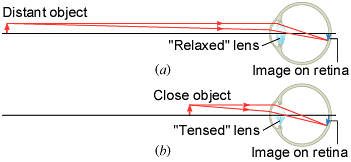 Distant object
"Relaxed" lens
(a)
Image on retina
Close object
"Tensed" lens
(b)
Image on retina